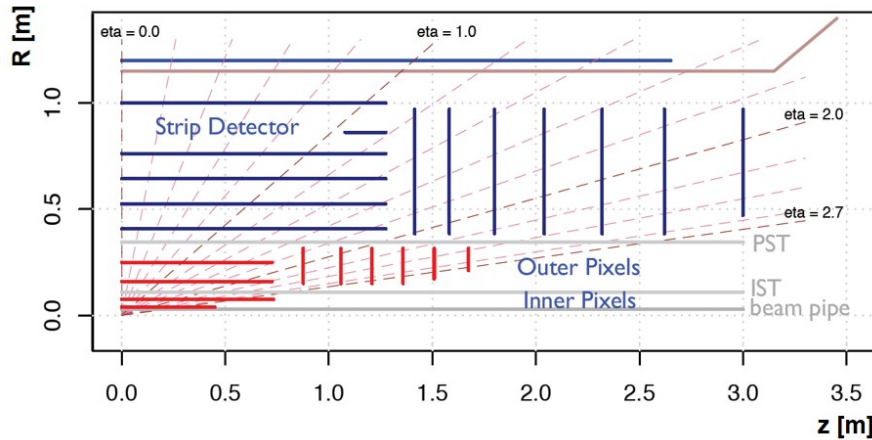 R [m]
eta = 0.0
eta = 1.0
1.0
Strip Detector
eta = 2.0
0.5
eta = 2.7
PST
Outer Pixels
IST
Inner Pixels
beam pipe
0.0
0.0 0.5 1.0 1.5 2.0 2.5 3.0 3.5
z [m]